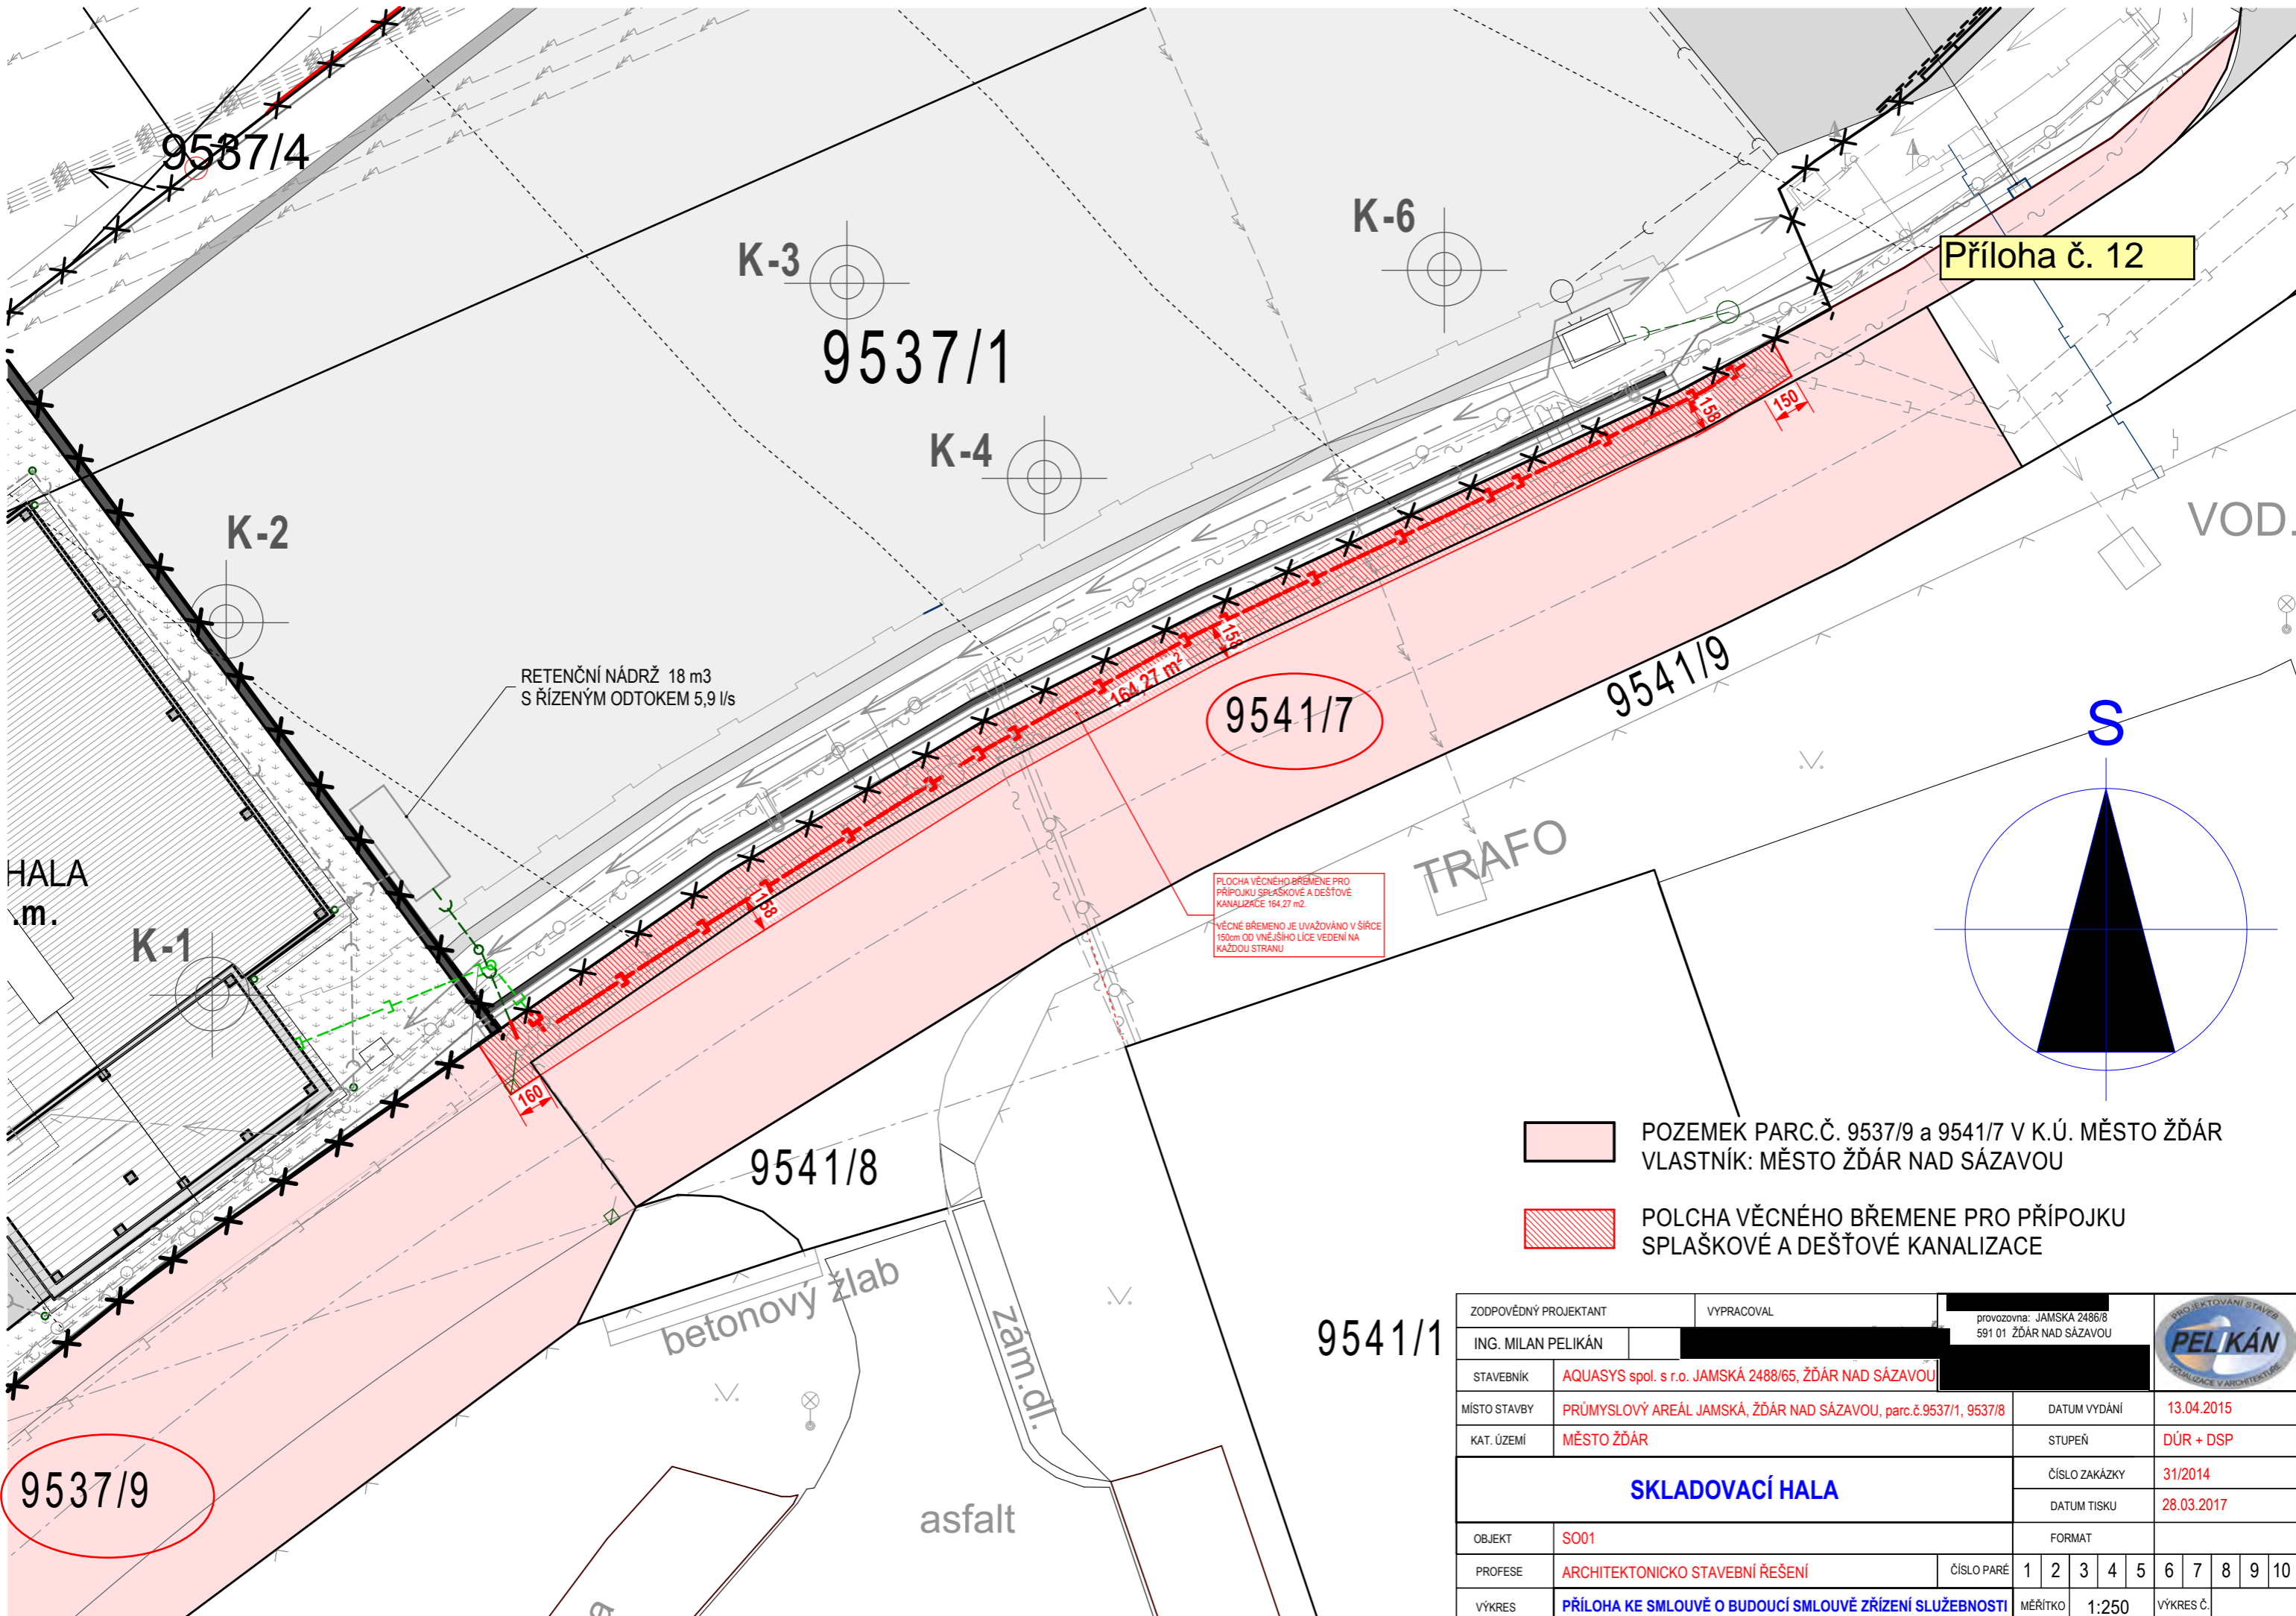 9537/4
K-3
K-6
Příloha č. 12
9537/1
K-4
K-2
150
158
VOD.
RETENČNÍ NÁDRŽ 18 m3
S ŘÍZENÝM ODTOKEM 5,9 l/s
158
164,27 m²
9541/7
9541/9
S
TRAFO
HALA
.m.
K-1
158
PLOCHA VĚCNÉHO BŘEMENE PRO
PŘÍPOJKU SPLAŠKOVÉ A DEŠŤOVÉ
KANALIZACE 164,27 m2.
VĚCNÉ BŘEMENO JE UVAŽOVÁNO V ŠÍŘCE
150cm OD VNĚJŠÍHO LÍCE VEDENÍ NA
KAŽDOU STRANU
160
9541/8
POZEMEK PARC.Č. 9537/9 a 9541/7 V K.Ú. MĚSTO ŽĎÁR
VLASTNÍK: MĚSTO ŽĎÁR NAD SÁZAVOU
POLCHA VĚCNÉHO BŘEMENE PRO PŘÍPOJKU
SPLAŠKOVÉ A DEŠŤOVÉ KANALIZACE
betonový žlab
zám.dl.
9541/1
9537/9
asfalt
ZODPOVĚDNÝ PROJEKTANT
VYPRACOVAL
provozovna: JAMSKA 2486/8
591 01 ŽĎÁR NAD SÁZAVOU
PROJEKTOVÁNÍ STAVEB
PELIKÁN
VIZUALIZACE V ARCHITEKTUŘE
ING. MILAN PELIKÁN
STAVEBNÍK AQUASYS spol. s r.o. JAMSKÁ 2488/65, ŽĎÁR NAD SÁZAVOU
MÍSTO STAVBY PRŮMYSLOVÝ AREÁL JAMSKÁ, ŽĎÁR NAD SÁZAVOU, parc.č.9537/1, 9537/8
DATUM VYDÁNÍ 13.04.2015
KAT. ÚZEMÍ MĚSTO ŽĎÁR
STUPEŇ DÚR + DSP
SKLADOVACÍ HALA
ČÍSLO ZAKÁZKY 31/2014
DATUM TISKU 28.03.2017
OBJEKT SO01
FORMAT
PROFESE ARCHITEKTONICKO STAVEBNÍ ŘEŠENÍ
ČÍSLO PARÉ 1 2 3 4 5 6 7 8 9 10
VÝKRES PŘÍLOHA KE SMLOUVĚ O BUDOUCÍ SMLOUVĚ ZŘÍZENÍ SLUŽEBNOSTI
MĚŘÍTKO 1:250
VÝKRES Č.